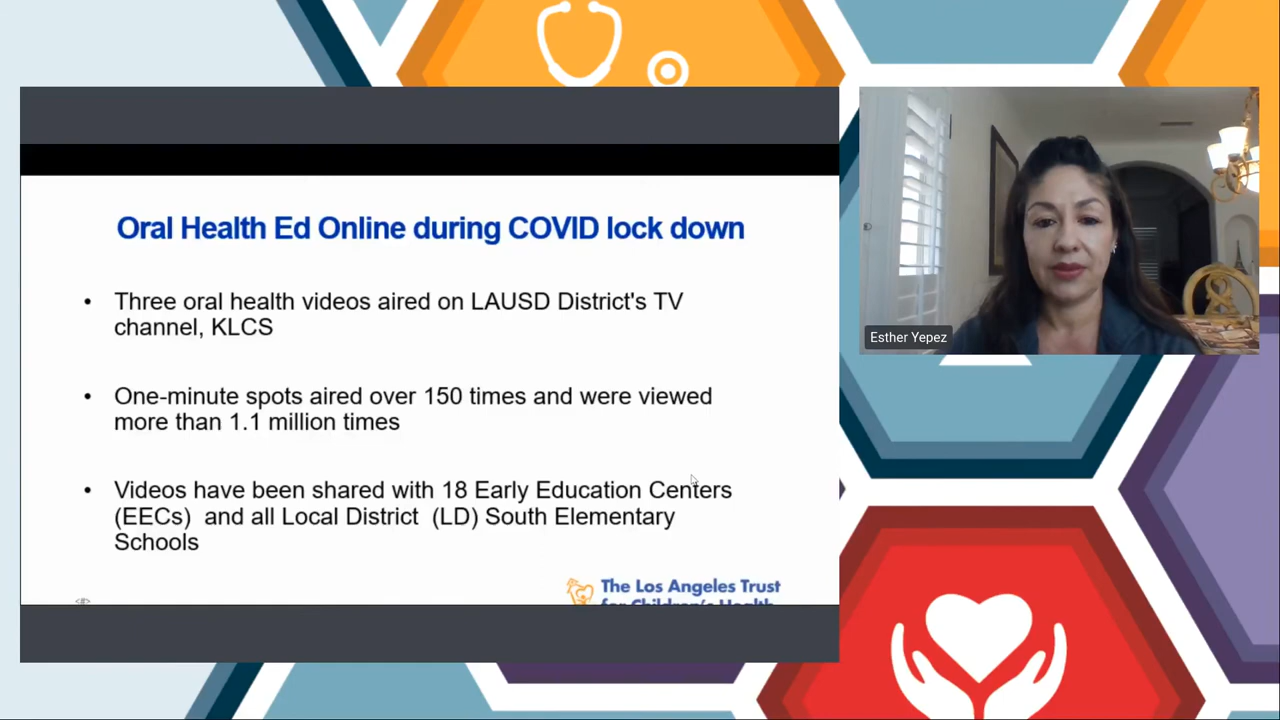 Oral Health Ed Online during COVID lock down
• Three oral health videos aired on LAUSD District's TV
channel, KLCS
• One-minute spots aired over 150 times and were viewed
more than 1.1 million times
• Videos have been shared with 18 Early Education Centers
(EECs) and all Local District (LD) South Elementary
Schools
<#>
The Los Angeles Trust
for Children's Health
Esther Yepez